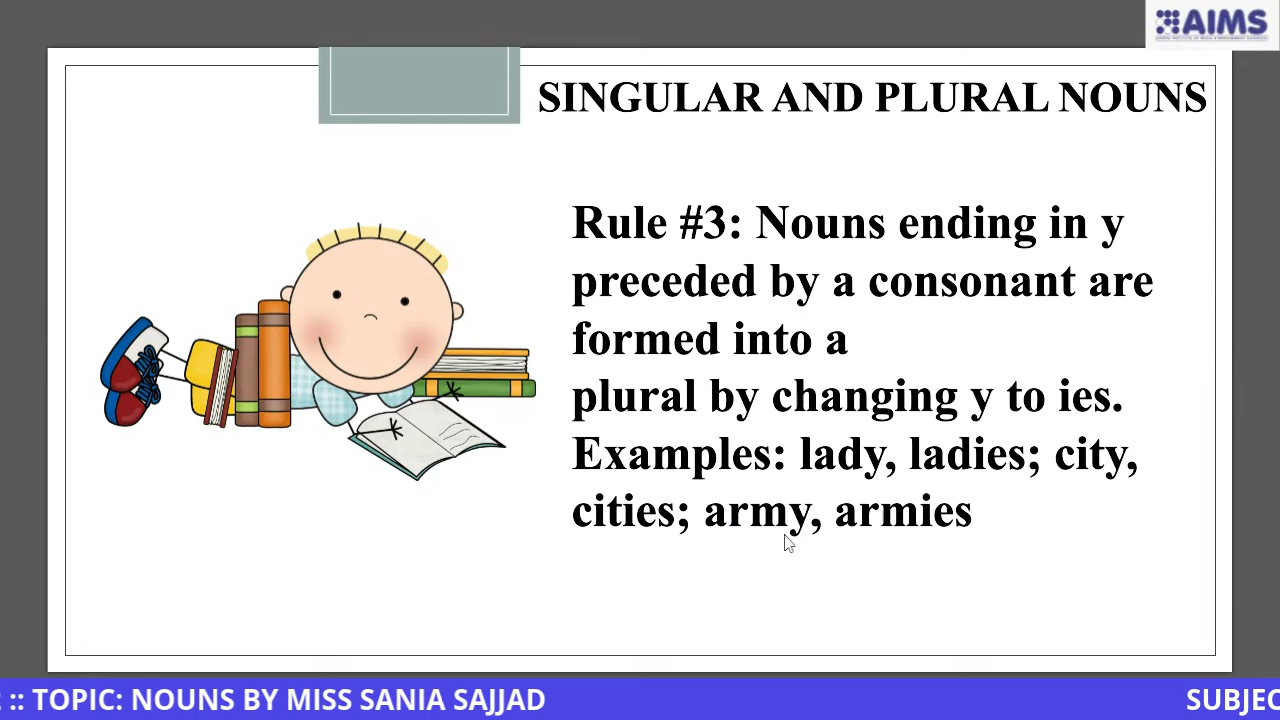 AIMS
SINGULAR AND PLURAL NOUNS
Rule #3: Nouns ending in y
preceded by a consonant are
formed into a
plural by changing y to ies.
Examples: lady, ladies; city,
cities; army, armies
:: TOPIC: NOUNS BY MISS SANIA SAJJAD
SUBJEC